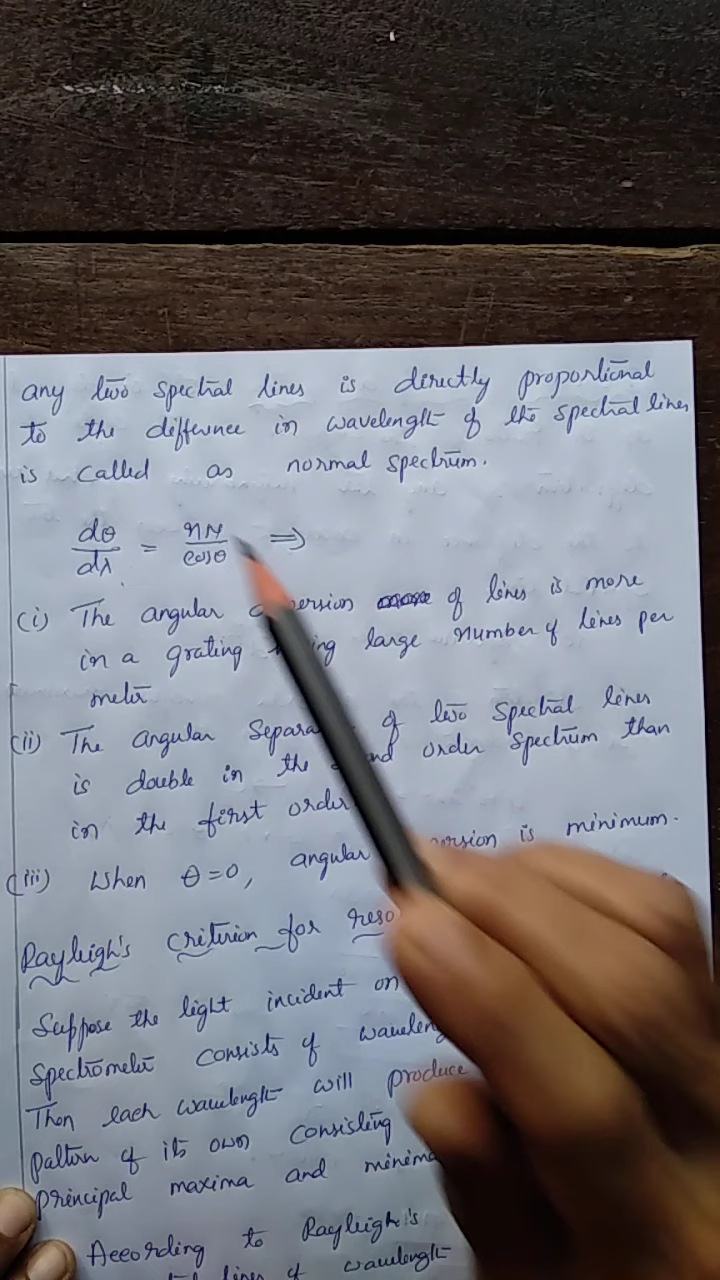 any two spectral lines is directly proportional
to the difference in wavelength of the spectral lines
is called as normal spectrum.
dθ/dλ = nN/cosθ ⇒
(i) The angular of lines is more
in a grating large number of lines per
meter
(ii) The angular of two spectral lines
is double in the order spectrum than
in the first order
(iii) when θ=0, angular is minimum.
Rayleigh's criterion for
Suppose the light incident on
spectrometer consists of
Then each wavelength will produce
pattern of its own consisting
principal maxima and minima
According to Rayleigh's
lines of wavelength